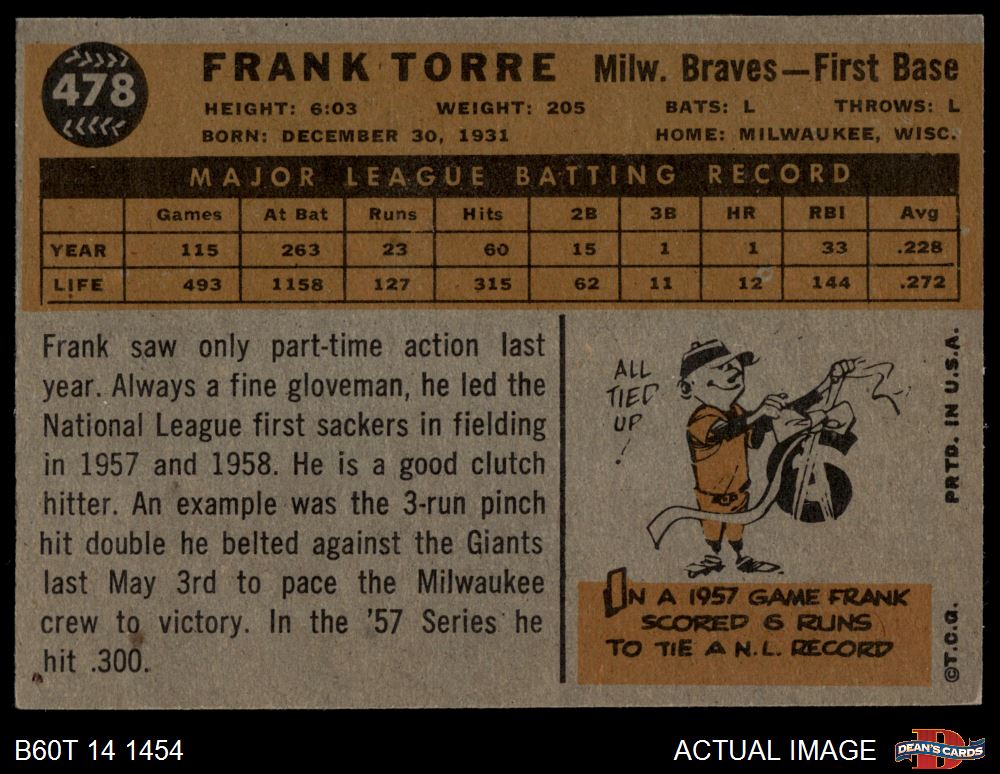 478
FRANK TORRE Milw. Braves—First Base
HEIGHT: 6:03 WEIGHT: 205 BATS: L THROWS: L
BORN: DECEMBER 30, 1931 HOME: MILWAUKEE, WISC.
MAJOR LEAGUE BATTING RECORD
Games At Bat Runs Hits 2B 3B HR RBI Avg
YEAR 115 263 23 60 15 1 1 33 .228
LIFE 493 1158 127 315 62 11 12 144 .272
Frank saw only part-time action last
year. Always a fine gloveman, he led the
National League first sackers in fielding
in 1957 and 1958. He is a good clutch
hitter. An example was the 3-run pinch
hit double he belted against the Giants
last May 3rd to pace the Milwaukee
crew to victory. In the '57 Series he
hit .300.
ALL
TIED
UP
!
6
A
IN A 1957 GAME FRANK
SCORED 6 RUNS
TO TIE A N.L. RECORD
©T.C.G. PRTD. IN U.S.A.
B60T 14 1454 ACTUAL IMAGE
D
DEAN'S CARDS